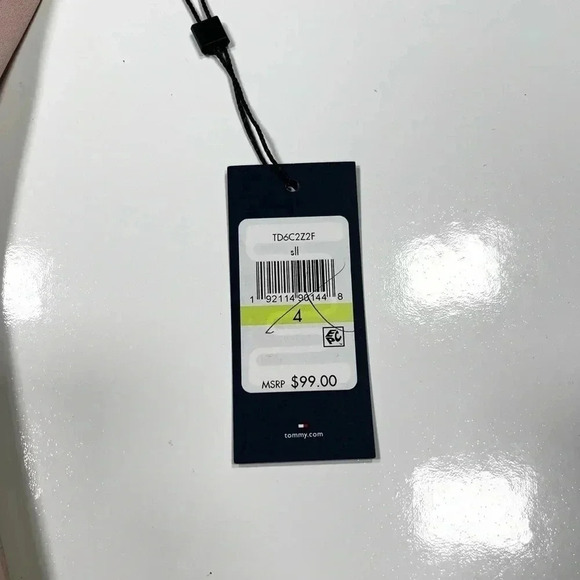 TD6C2Z2F
sll
1 92114 90144 8
4
MSRP $99.00
tommy.com